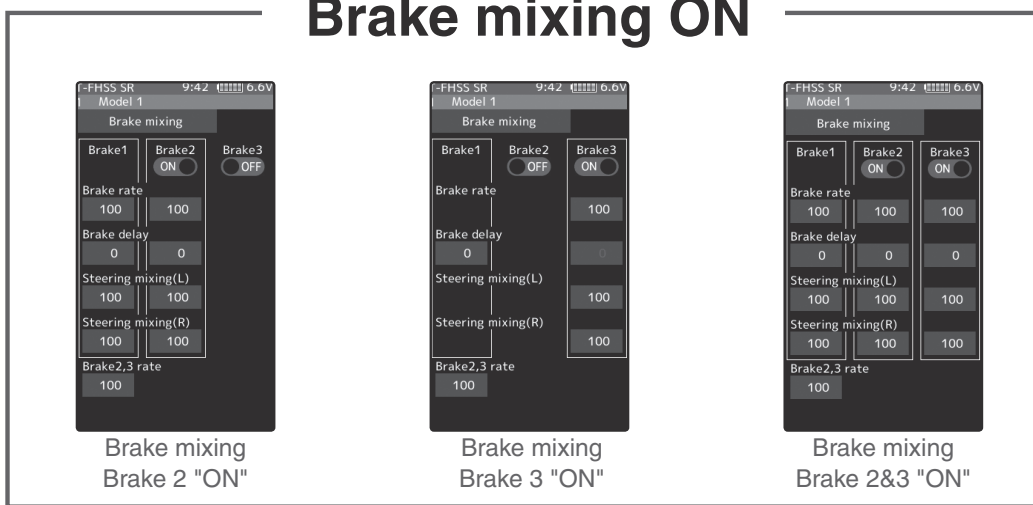 Brake mixing ON
T-FHSS SR 9:42 6.6V
1 Model 1
Brake mixing
Brake1 Brake2 Brake3
ON OFF
Brake rate
100 100
Brake delay
0 0
Steering mixing(L)
100 100
Steering mixing(R)
100 100
Brake2,3 rate
100
Brake mixing
Brake 2 "ON"
T-FHSS SR 9:42 6.6V
1 Model 1
Brake mixing
Brake1 Brake2 Brake3
OFF ON
Brake rate
100
Brake delay
0 0
Steering mixing(L)
100
Steering mixing(R)
100
Brake2,3 rate
100
Brake mixing
Brake 3 "ON"
T-FHSS SR 9:42 6.6V
1 Model 1
Brake mixing
Brake1 Brake2 Brake3
ON ON
Brake rate
100 100 100
Brake delay
0 0 0
Steering mixing(L)
100 100 100
Steering mixing(R)
100 100 100
Brake2,3 rate
100
Brake mixing
Brake 2&3 "ON"